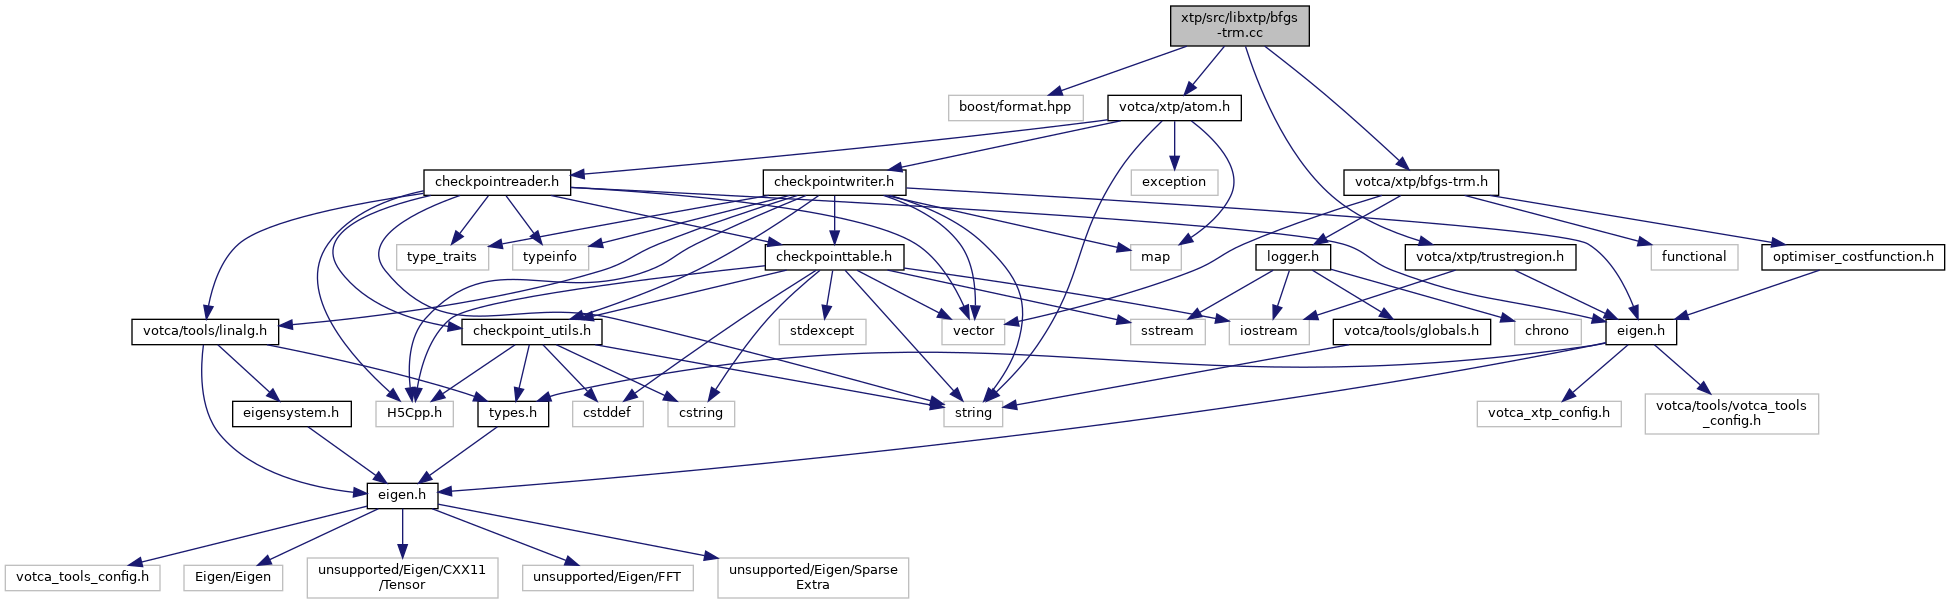 xtp/src/libxtp/bfgs
-trm.cc
boost/format.hpp
votca/xtp/atom.h
checkpointreader.h
checkpointwriter.h
exception
votca/xtp/bfgs-trm.h
type_traits
typeinfo
checkpointtable.h
map
logger.h
votca/xtp/trustregion.h
functional
optimiser_costfunction.h
votca/tools/linalg.h
checkpoint_utils.h
stdexcept
vector
sstream
iostream
votca/tools/globals.h
chrono
eigen.h
eigensystem.h
H5Cpp.h
types.h
cstddef
cstring
string
votca_xtp_config.h
votca/tools/votca_tools
_config.h
eigen.h
votca_tools_config.h
Eigen/Eigen
unsupported/Eigen/CXX11
/Tensor
unsupported/Eigen/FFT
unsupported/Eigen/Sparse
Extra